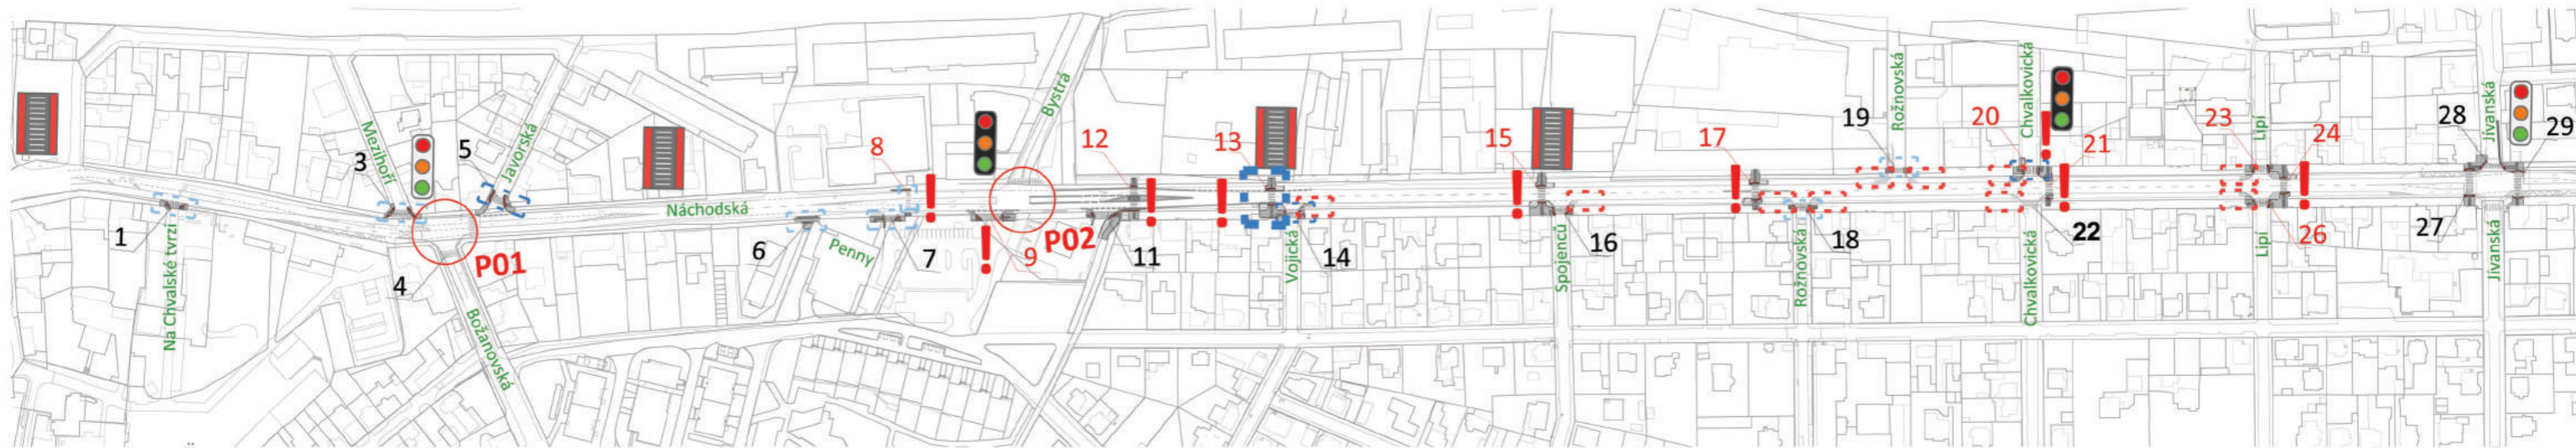 1
Na Chvalské tvrzi
3
Mezihoří
4
P01
5
Javorská
Božanovská
Náchodská
6
Penny
7
8
9
Bystrá
P02
11
12
13
Vojická
14
15
Spojenců
16
17
Rožnovská
18
19
Rožnovská
20
Chvalkovická
21
22
Chvalkovická
23
Lipí
24
26
Lipí
27
28
Jívanská
29
Jívanská